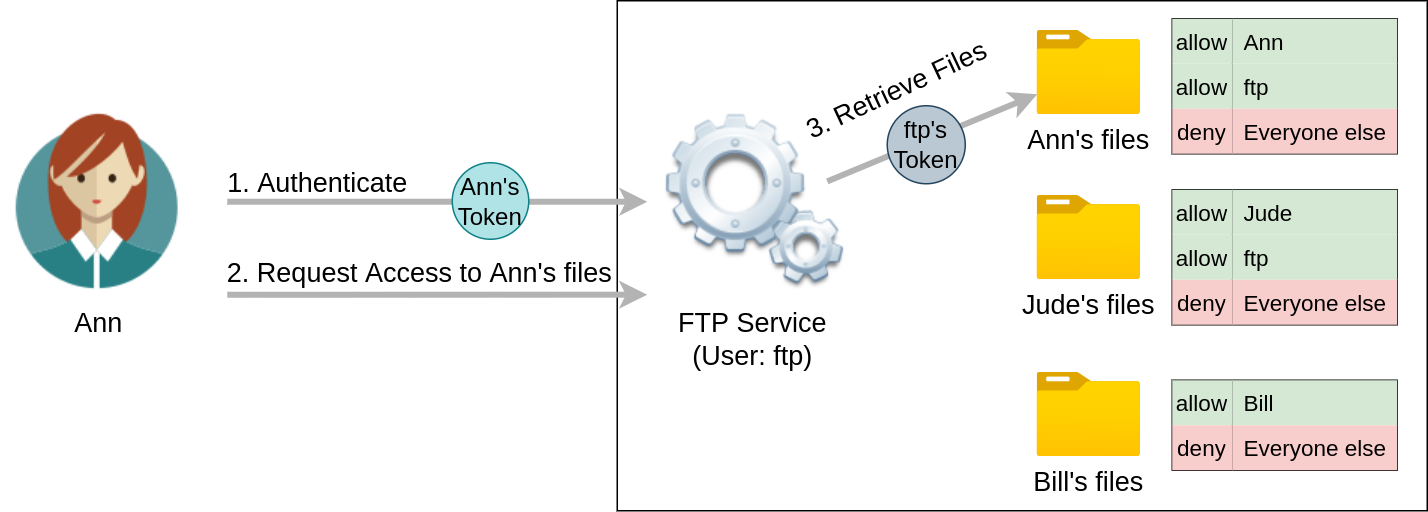 1. Authenticate
Ann's
Token
2. Request Access to Ann's files
Ann
FTP Service
(User: ftp)
3. Retrieve Files
ftp's
Token
Ann's files
allow Ann
allow ftp
deny Everyone else
Jude's files
allow Jude
allow ftp
deny Everyone else
Bill's files
allow Bill
deny Everyone else